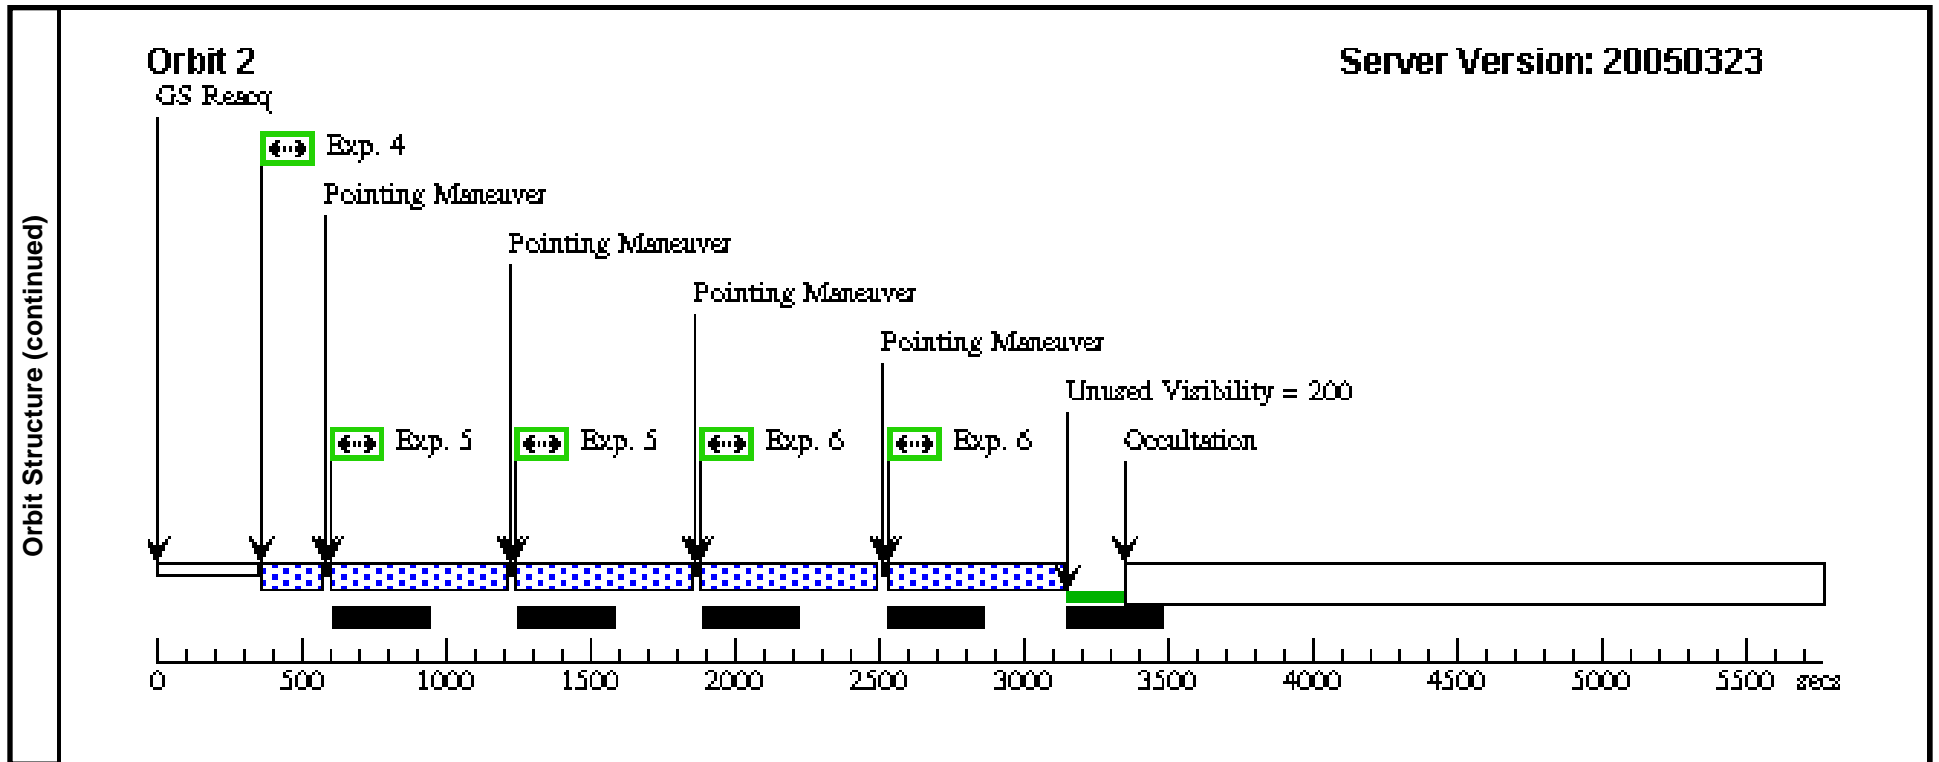 Orbit Structure (continued)
Orbit 2
Server Version: 20050323
GS Reacq
Exp. 4
Pointing Maneuver
Pointing Maneuver
Pointing Maneuver
Pointing Maneuver
Unused Visibility = 200
Exp. 5
Exp. 5
Exp. 6
Exp. 6
Occultation
0 500 1000 1500 2000 2500 3000 3500 4000 4500 5000 5500 secs